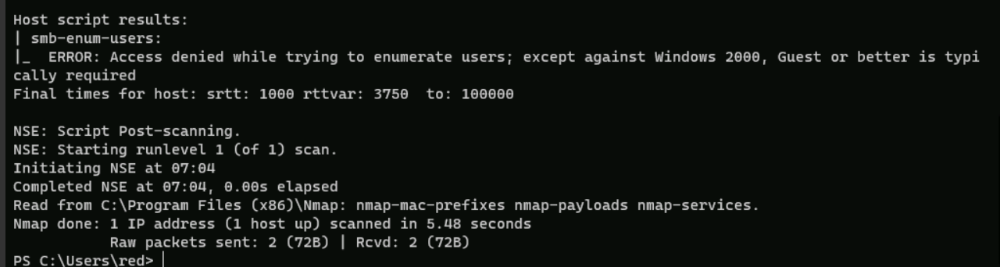 Host script results:
| smb-enum-users:
|_  ERROR: Access denied while trying to enumerate users; except against Windows 2000, Guest or better is typi
cally required
Final times for host: srtt: 1000 rttvar: 3750  to: 100000

NSE: Script Post-scanning.
NSE: Starting runlevel 1 (of 1) scan.
Initiating NSE at 07:04
Completed NSE at 07:04, 0.00s elapsed
Read from C:\Program Files (x86)\Nmap: nmap-mac-prefixes nmap-payloads nmap-services.
Nmap done: 1 IP address (1 host up) scanned in 5.48 seconds
           Raw packets sent: 2 (72B) | Rcvd: 2 (72B)
PS C:\Users\red>